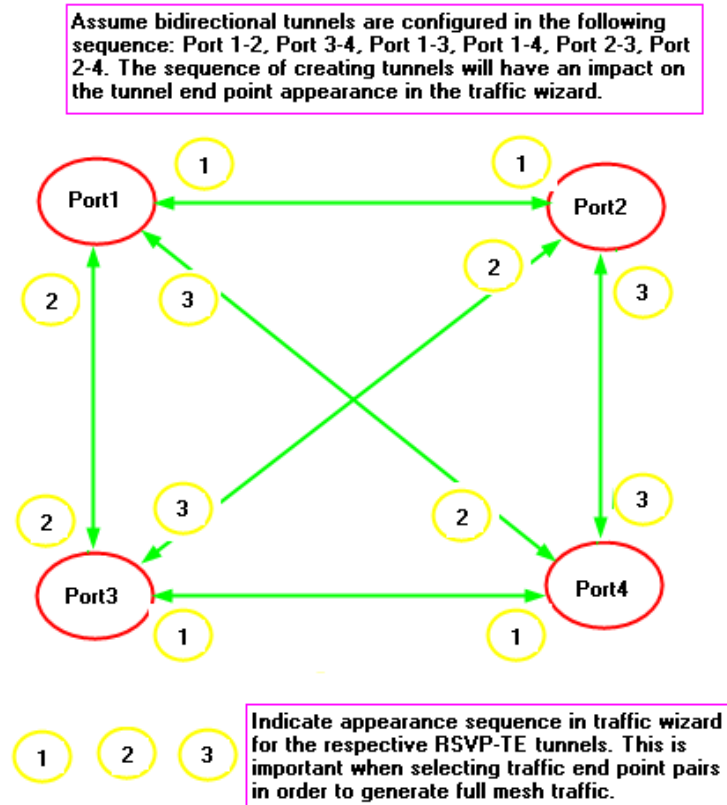 Assume bidirectional tunnels are configured in the following
sequence: Port 1-2, Port 3-4, Port 1-3, Port 1-4, Port 2-3, Port
2-4. The sequence of creating tunnels will have an impact on
the tunnel end point appearance in the traffic wizard.
1
1
Port1
Port2
2
3
2
3
2
3
2
3
Port3
Port4
1
1
1
2
3
Indicate appearance sequence in traffic wizard
for the respective RSVP-TE tunnels. This is
important when selecting traffic end point pairs
in order to generate full mesh traffic.